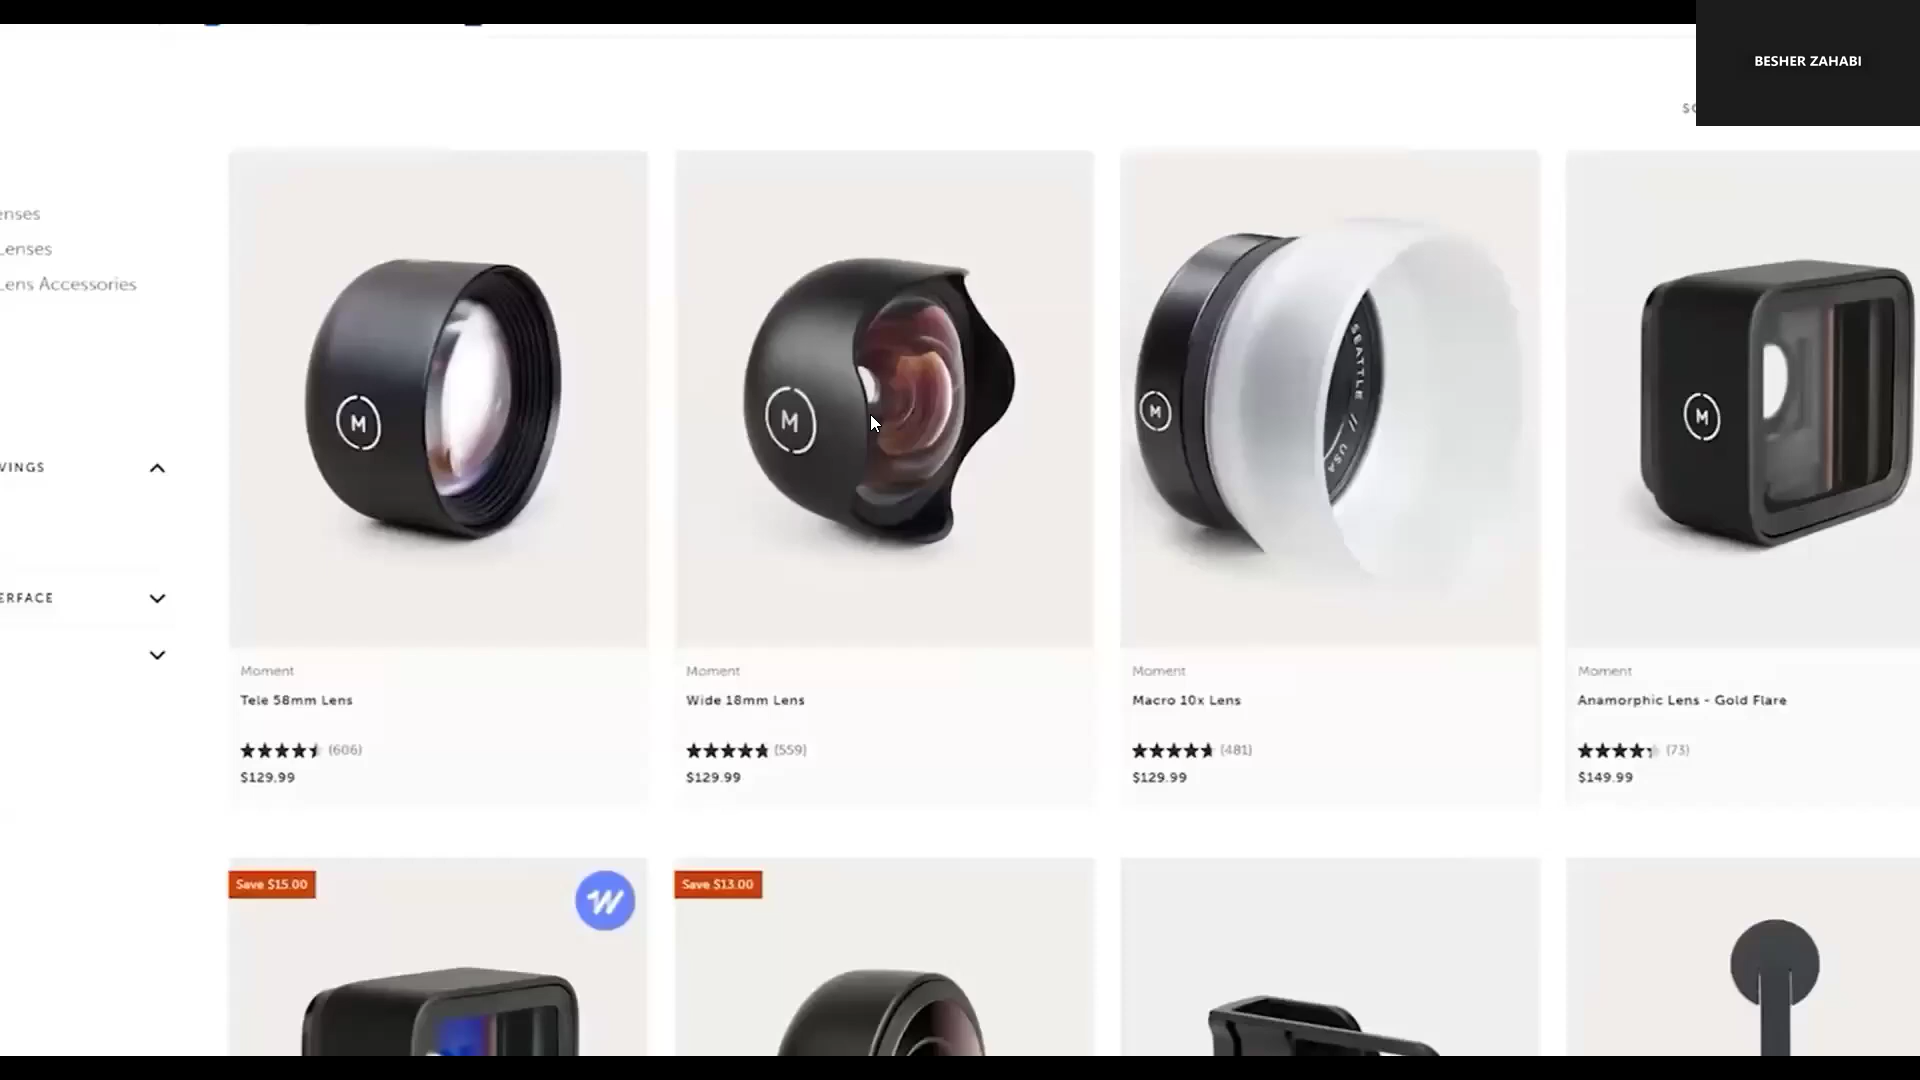 BESHER ZAHABI
enses
Lenses
Lens Accessories
VINGS
ERFACE
M
M
M
SEATTLE // USA
M
Moment
Tele 58mm Lens
(606)
$129.99
Moment
Wide 18mm Lens
(559)
$129.99
Moment
Macro 10x Lens
(481)
$129.99
Moment
Anamorphic Lens - Gold Flare
(73)
$149.99
Save $15.00
W
Save $13.00